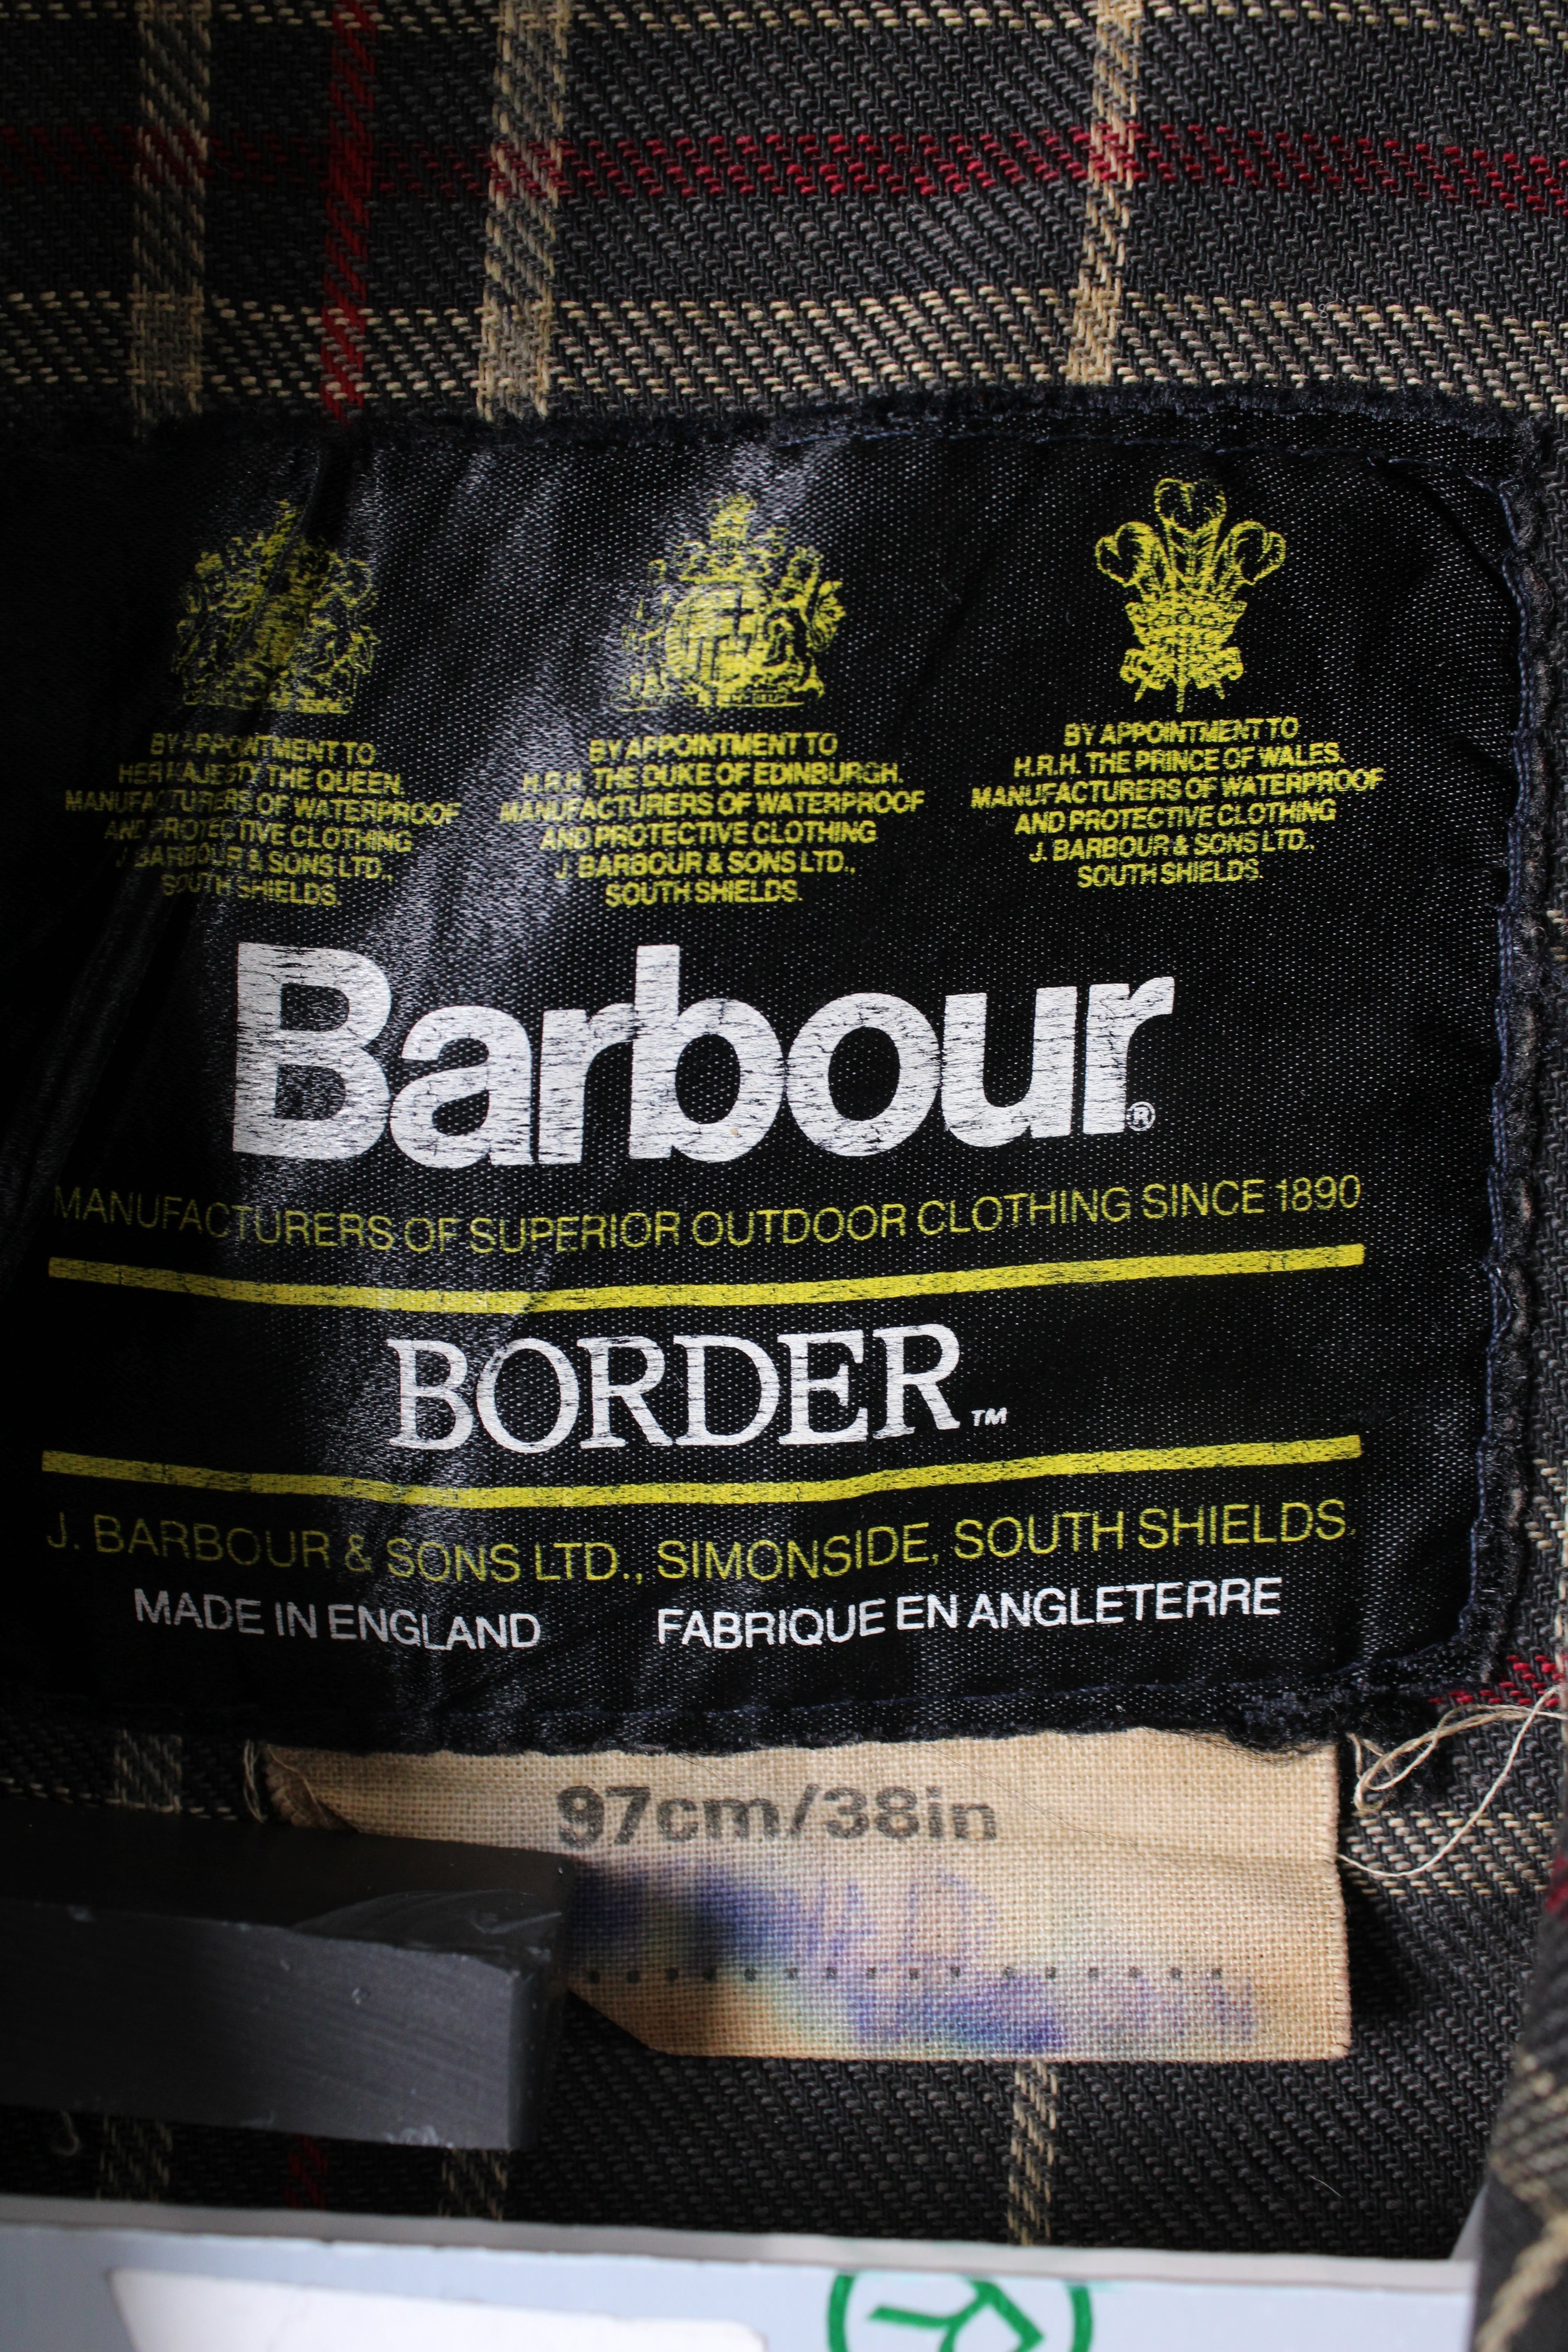 BY APPOINTMENT TO
HER MAJESTY THE QUEEN.
MANUFACTURERS OF WATERPROOF
AND PROTECTIVE CLOTHING
J. BARBOUR & SONS LTD.,
SOUTH SHIELDS.
BY APPOINTMENT TO
H.R.H. THE DUKE OF EDINBURGH.
MANUFACTURERS OF WATERPROOF
AND PROTECTIVE CLOTHING
J. BARBOUR & SONS LTD.,
SOUTH SHIELDS.
BY APPOINTMENT TO
H.R.H. THE PRINCE OF WALES.
MANUFACTURERS OF WATERPROOF
AND PROTECTIVE CLOTHING
J. BARBOUR & SONS LTD.,
SOUTH SHIELDS.
Barbour®
MANUFACTURERS OF SUPERIOR OUTDOOR CLOTHING SINCE 1890
BORDER™
J. BARBOUR & SONS LTD., SIMONSIDE, SOUTH SHIELDS.
MADE IN ENGLAND FABRIQUE EN ANGLETERRE
97cm/38in